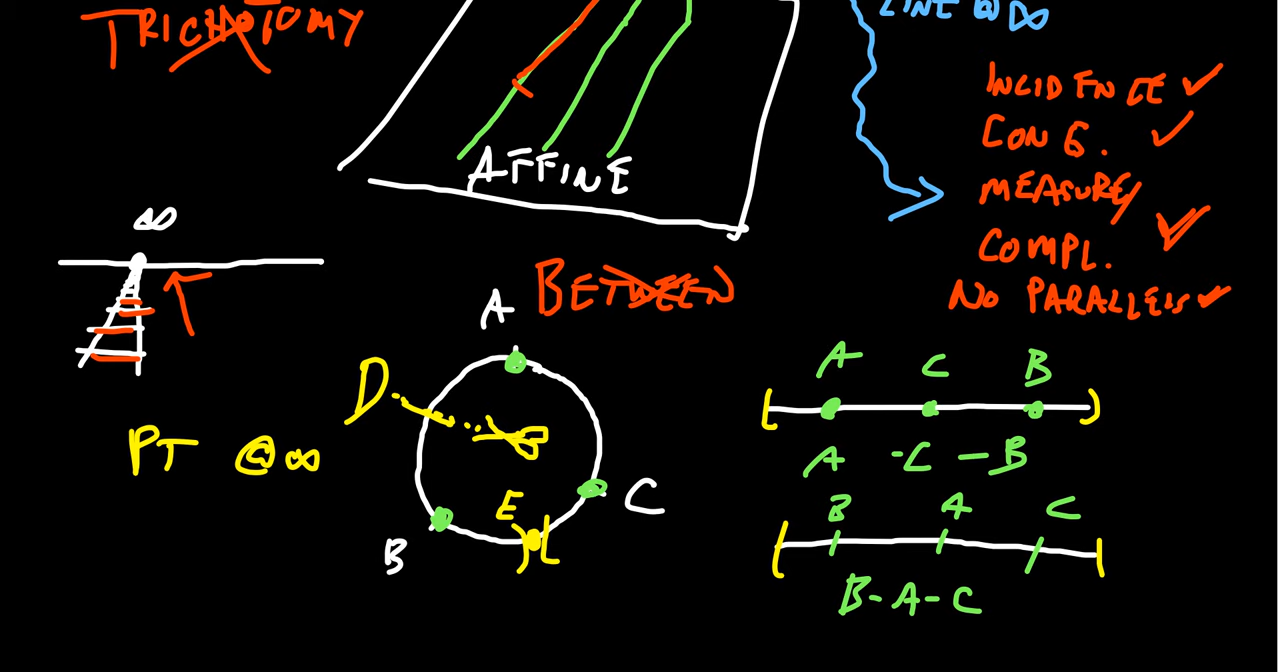 TRICHOTOMY
LINE @ ∞
INCIDENCE ✓
CONG. ✓
MEASURE/
COMPL. ✓
NO PARALLELS ✓
AFFINE
∞
BETWEEN
A
D
PT @ ∞
E
C
B
A C B
A - C - B
B A C
B - A - C